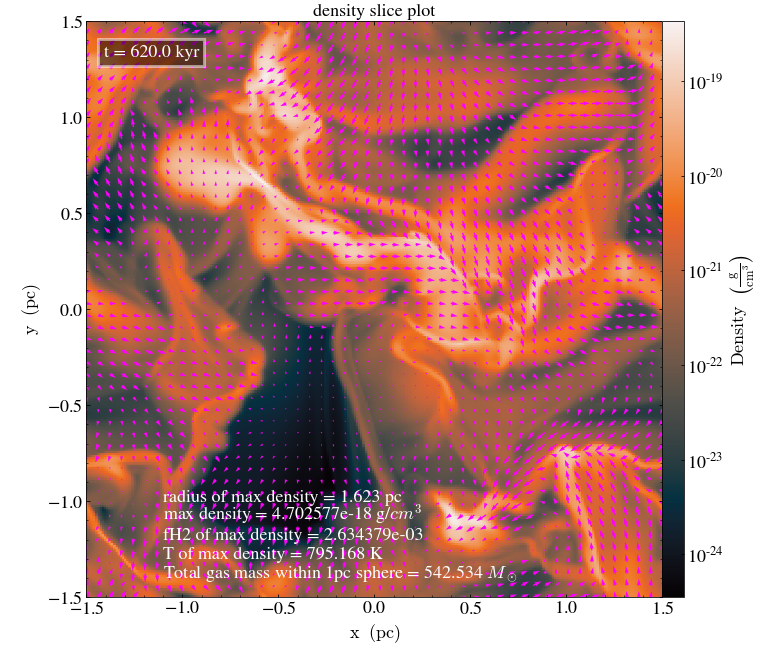 density slice plot
t = 620.0 kyr
1.5
1.0
0.5
0.0
−0.5
−1.0
−1.5
y (pc)
radius of max density = 1.623 pc
max density = 4.702577e-18 g/cm³
fH2 of max density = 2.634379e-03
T of max density = 795.168 K
Total gas mass within 1pc sphere = 542.534 M☉
−1.5 −1.0 −0.5 0.0 0.5 1.0 1.5
x (pc)
10⁻¹⁹
10⁻²⁰
10⁻²¹
10⁻²²
10⁻²³
10⁻²⁴
Density (g/cm³)